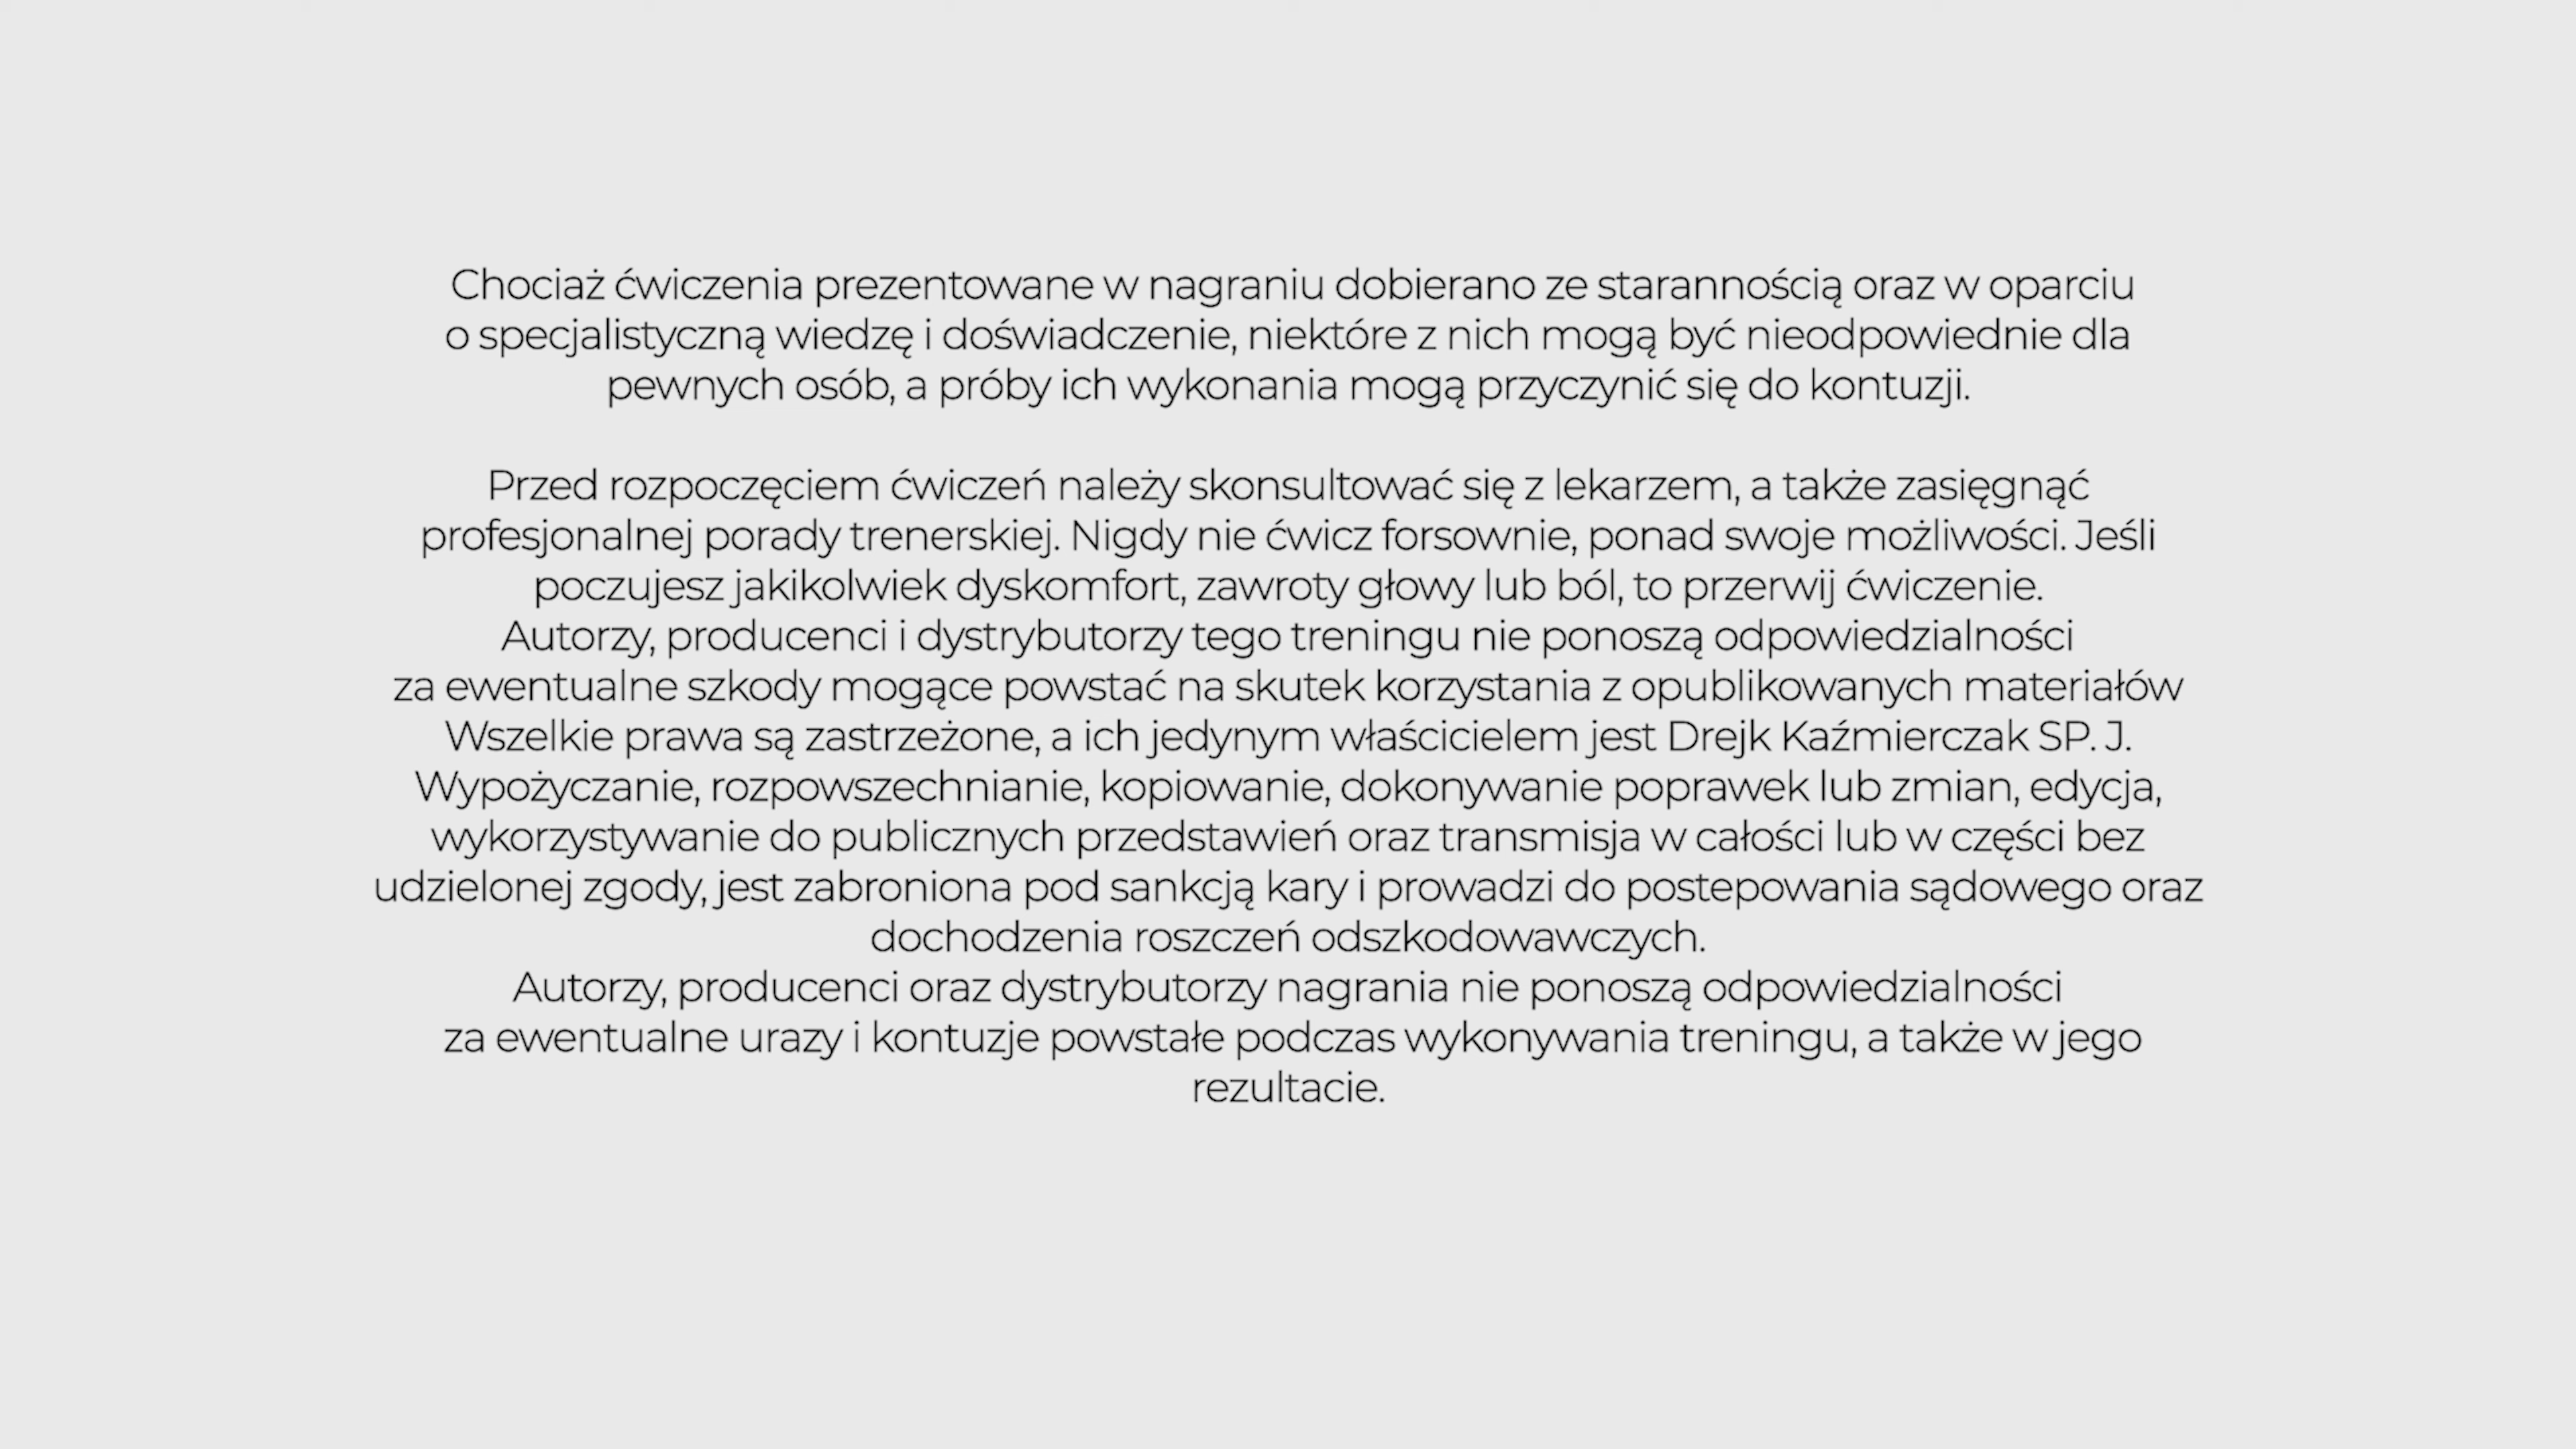 Chociaż ćwiczenia prezentowane w nagraniu dobierano ze starannością oraz w oparciu
o specjalistyczną wiedzę i doświadczenie, niektóre z nich mogą być nieodpowiednie dla
pewnych osób, a próby ich wykonania mogą przyczynić się do kontuzji.
Przed rozpoczęciem ćwiczeń należy skonsultować się z lekarzem, a także zasięgnąć
profesjonalnej porady trenerskiej. Nigdy nie ćwicz forsownie, ponad swoje możliwości. Jeśli
poczujesz jakikolwiek dyskomfort, zawroty głowy lub ból, to przerwij ćwiczenie.
Autorzy, producenci i dystrybutorzy tego treningu nie ponoszą odpowiedzialności
za ewentualne szkody mogące powstać na skutek korzystania z opublikowanych materiałów
Wszelkie prawa są zastrzeżone, a ich jedynym właścicielem jest Drejk Kaźmierczak SP. J.
Wypożyczanie, rozpowszechnianie, kopiowanie, dokonywanie poprawek lub zmian, edycja,
wykorzystywanie do publicznych przedstawień oraz transmisja w całości lub w części bez
udzielonej zgody, jest zabroniona pod sankcją kary i prowadzi do postepowania sądowego oraz
dochodzenia roszczeń odszkodowawczych.
Autorzy, producenci oraz dystrybutorzy nagrania nie ponoszą odpowiedzialności
za ewentualne urazy i kontuzje powstałe podczas wykonywania treningu, a także w jego
rezultacie.